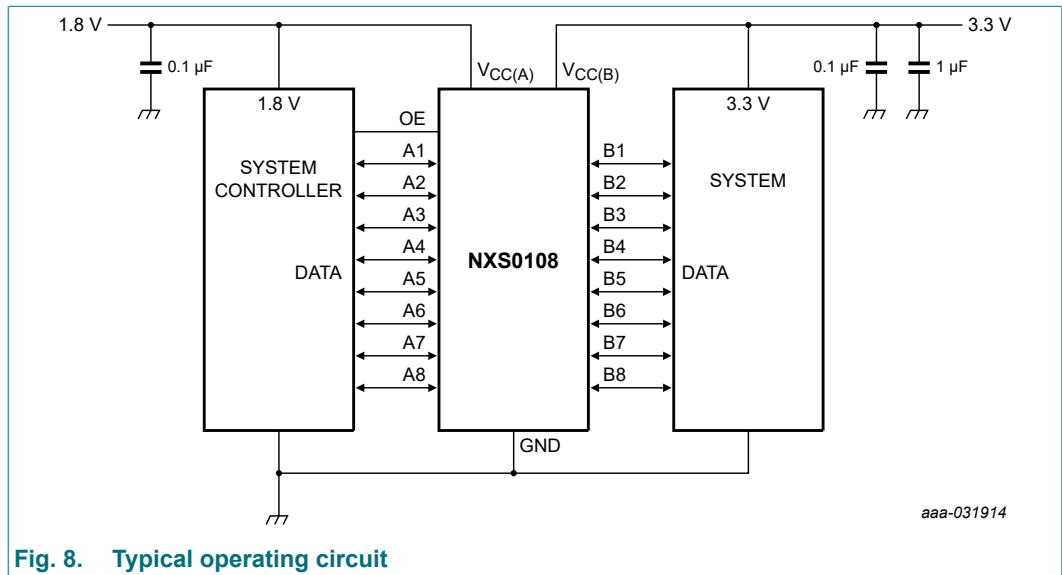 1.8 V
3.3 V
0.1 µF
VCC(A)
VCC(B)
0.1 µF
1 µF
1.8 V
3.3 V
OE
A1
B1
SYSTEM
CONTROLLER
SYSTEM
A2
B2
A3
B3
A4
B4
NXS0108
DATA
DATA
A5
B5
A6
B6
A7
B7
A8
B8
GND
aaa-031914
Fig. 8. Typical operating circuit